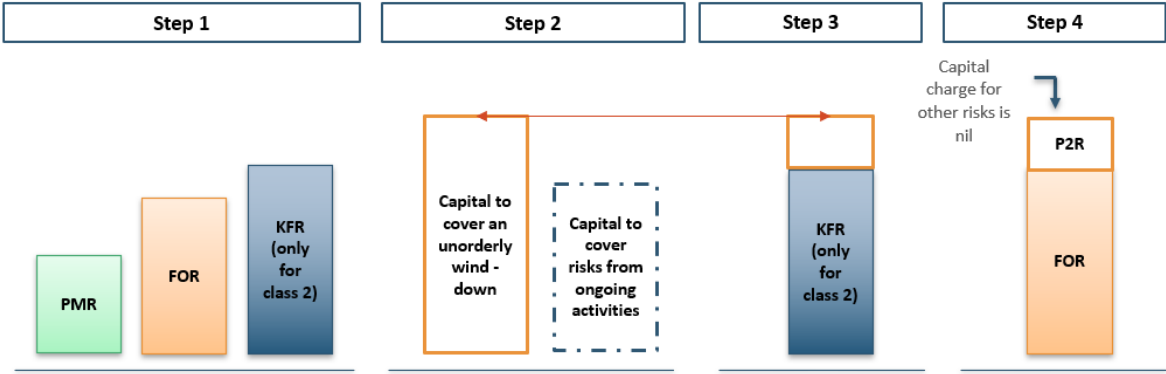 Step 1
PMR
FOR
KFR
(only
for
class 2)
Step 2
Capital to
cover an
unorderly
wind -
down
Capital to
cover
risks from
ongoing
activities
Step 3
KFR
(only
for
class 2)
Step 4
Capital
charge for
other risks is
nil
P2R
FOR